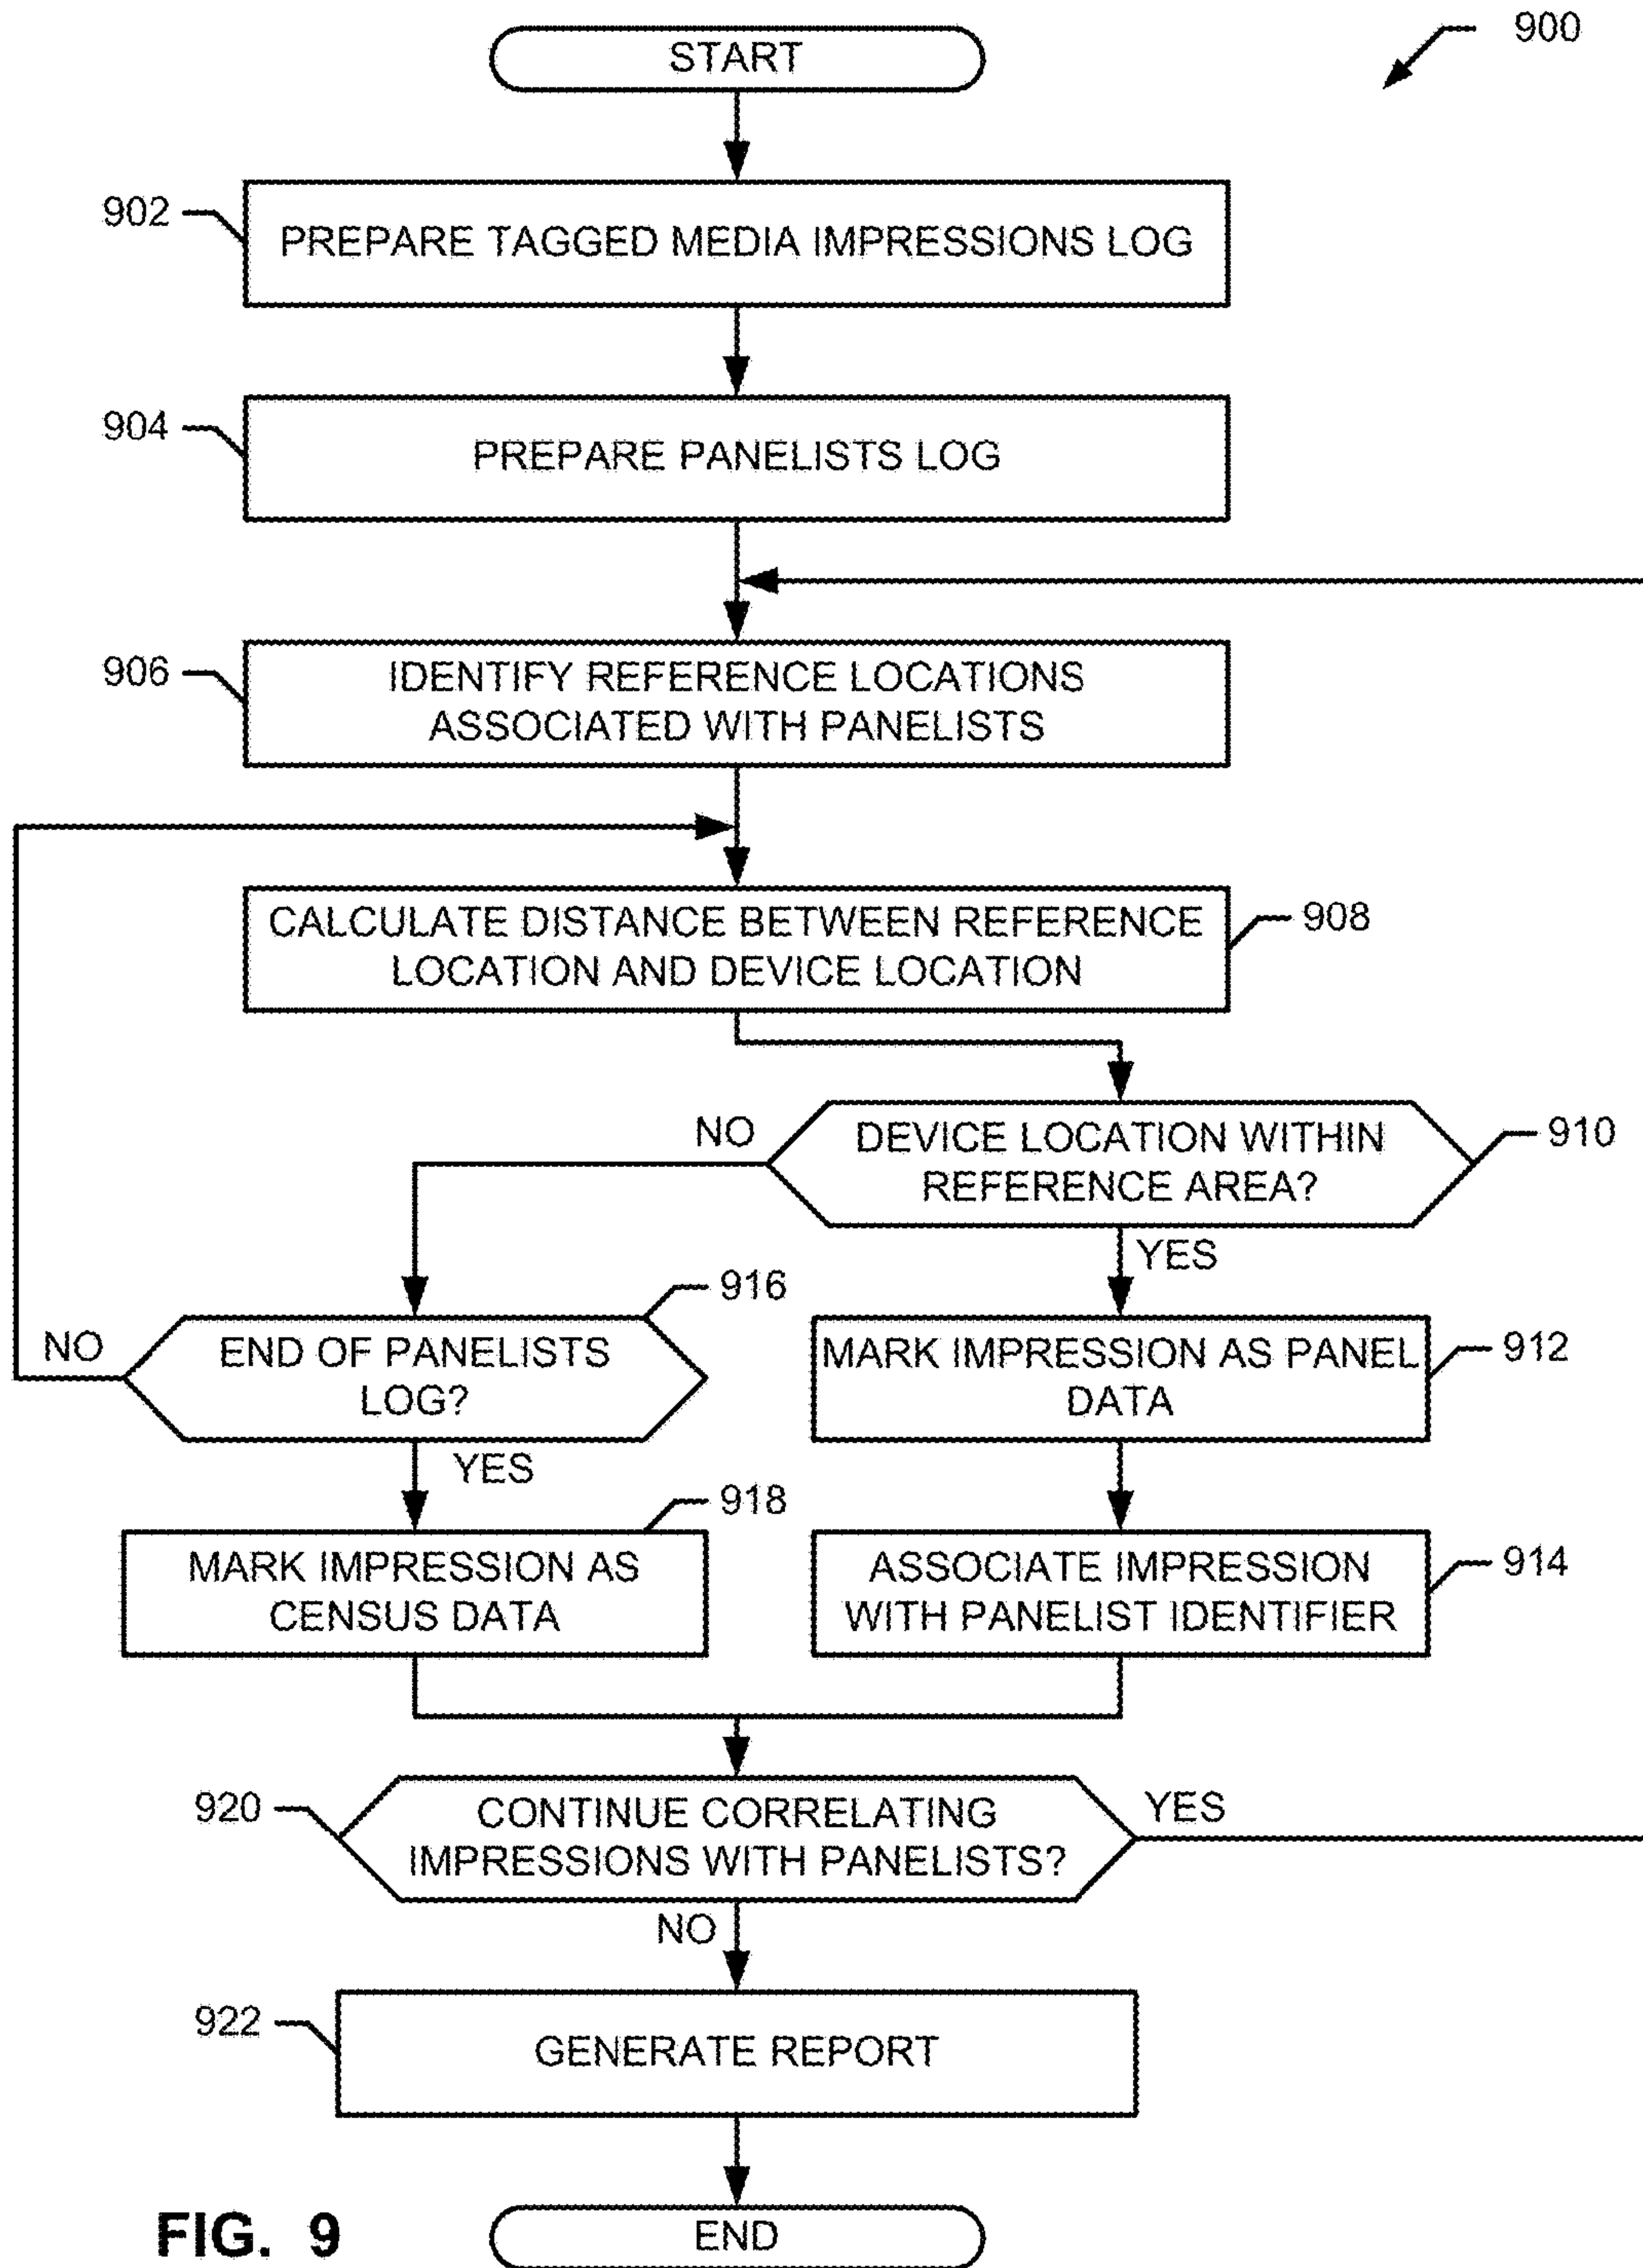 900
START
902
PREPARE TAGGED MEDIA IMPRESSIONS LOG
904
PREPARE PANELISTS LOG
906
IDENTIFY REFERENCE LOCATIONS
ASSOCIATED WITH PANELISTS
CALCULATE DISTANCE BETWEEN REFERENCE
LOCATION AND DEVICE LOCATION
908
NO
DEVICE LOCATION WITHIN
REFERENCE AREA?
910
YES
916
NO
END OF PANELISTS
LOG?
MARK IMPRESSION AS PANEL
DATA
912
YES
918
MARK IMPRESSION AS
CENSUS DATA
ASSOCIATE IMPRESSION
WITH PANELIST IDENTIFIER
914
920
CONTINUE CORRELATING
IMPRESSIONS WITH PANELISTS?
YES
NO
922
GENERATE REPORT
FIG. 9
END